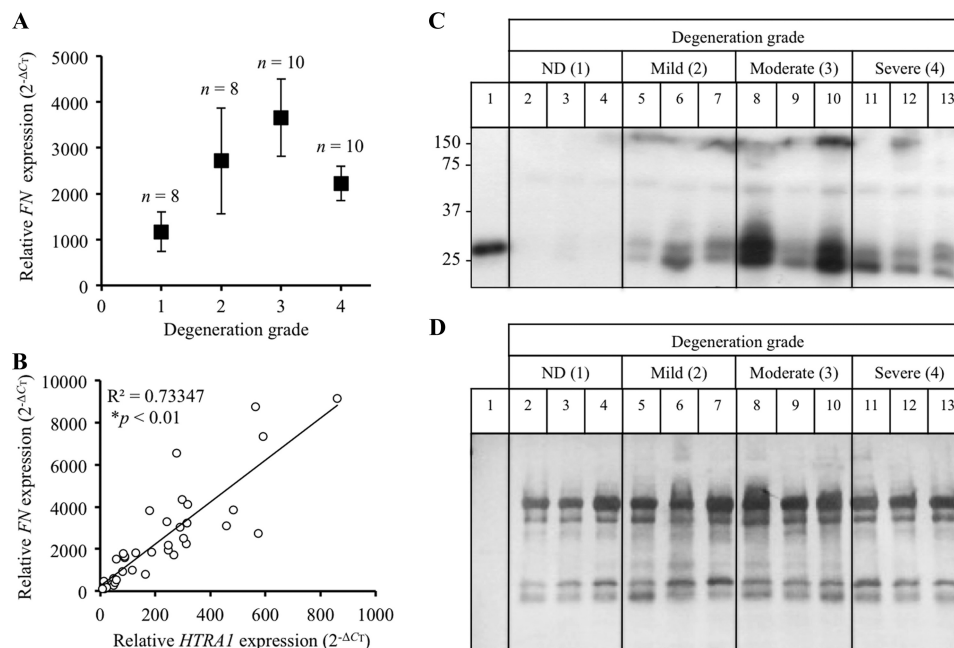 A
Relative FN expression (2-ΔCT)
5000
4000
3000
2000
1000
0
n = 8
n = 8
n = 10
n = 10
0 1 2 3 4
Degeneration grade
B
Relative FN expression (2-ΔCT)
10000
8000
6000
4000
2000
0
R² = 0.73347
*p < 0.01
0 200 400 600 800 1000
Relative HTRA1 expression (2-ΔCT)
C
Degeneration grade
ND (1) Mild (2) Moderate (3) Severe (4)
1 2 3 4 5 6 7 8 9 10 11 12 13
150
75
37
25
D
Degeneration grade
ND (1) Mild (2) Moderate (3) Severe (4)
1 2 3 4 5 6 7 8 9 10 11 12 13